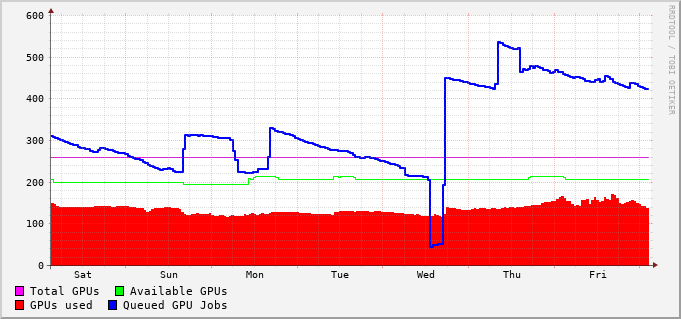 600
500
400
300
200
100
0
Sat Sun Mon Tue Wed Thu Fri
Total GPUs Available GPUs
GPUs used Queued GPU Jobs
RRDTOOL / TOBI OETIKER